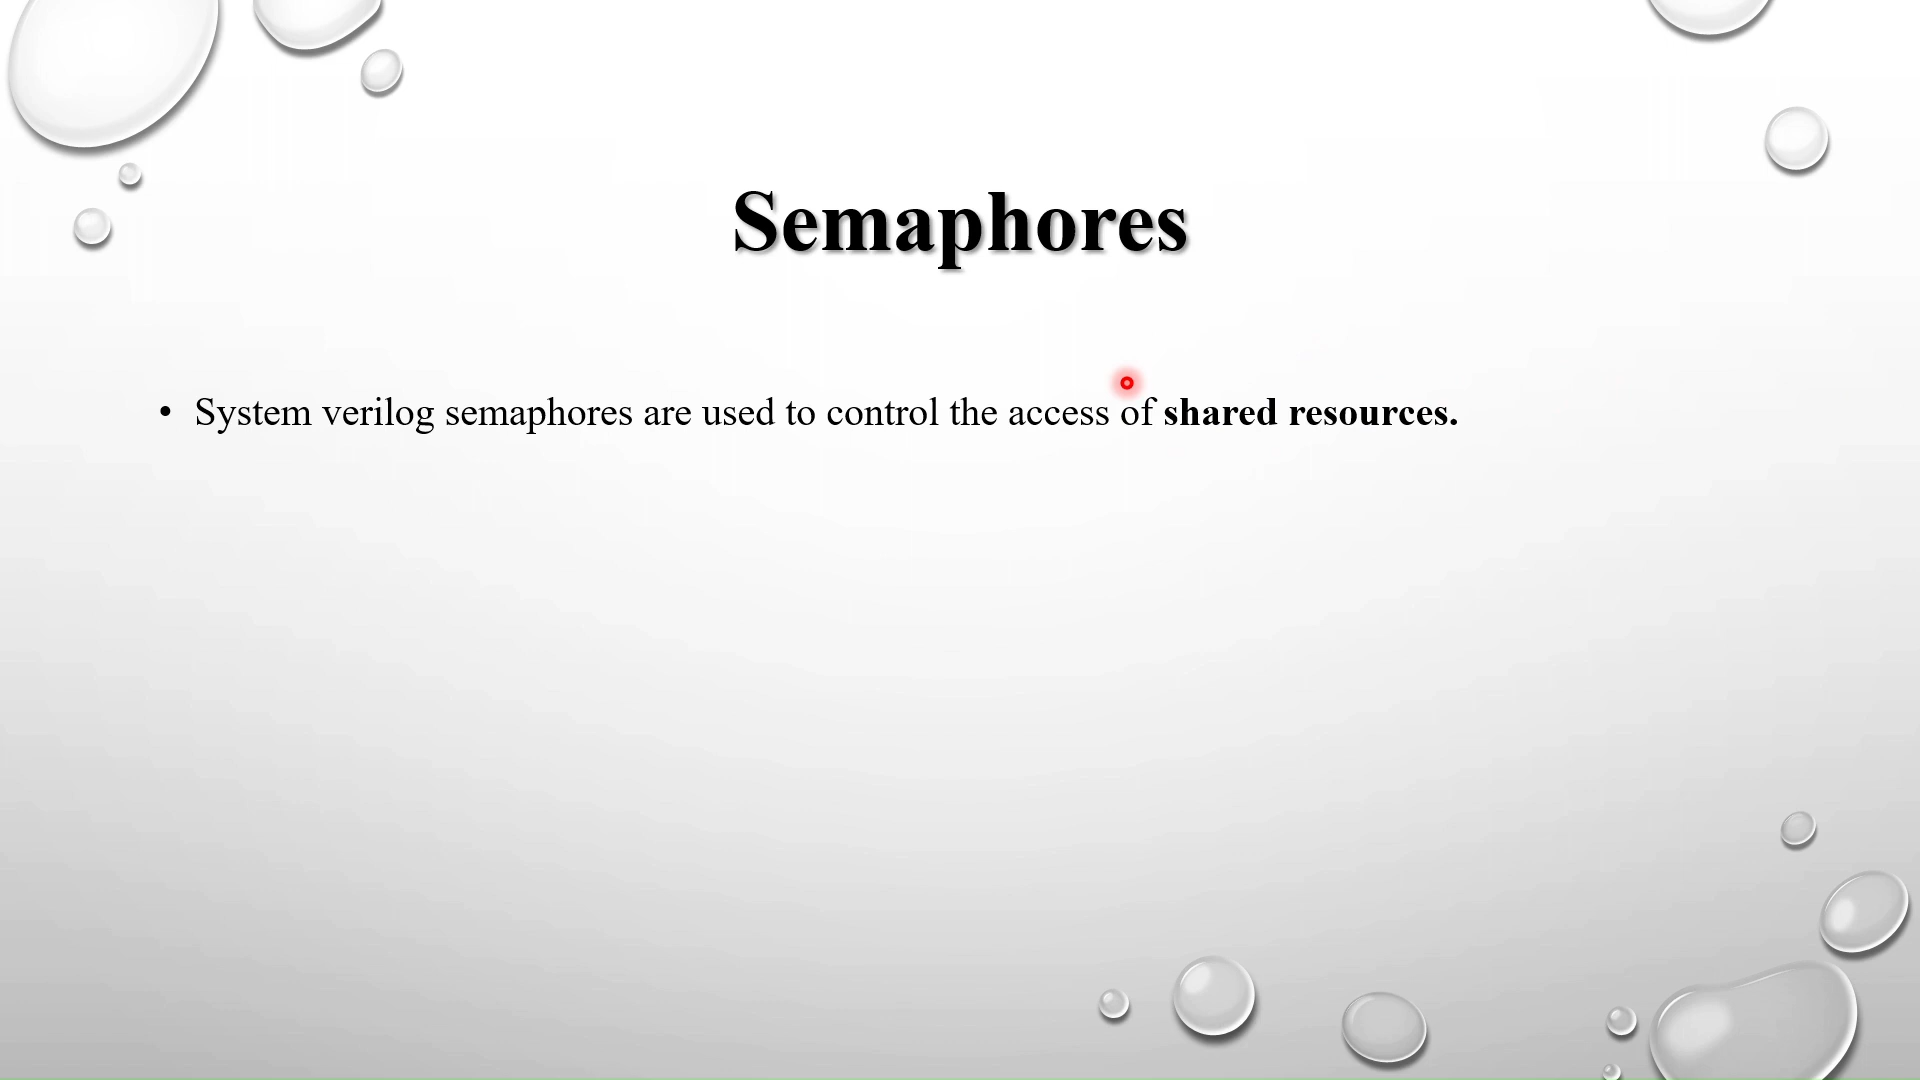 Semaphores
• System verilog semaphores are used to control the access of shared resources.